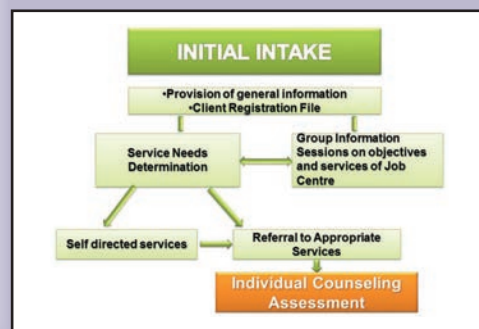 INITIAL INTAKE
•Provision of general information
•Client Registration File
Service Needs
Determination
Group Information
Sessions on objectives
and services of Job
Centre
Self directed services
Referral to Appropriate
Services
Individual Counseling
Assessment